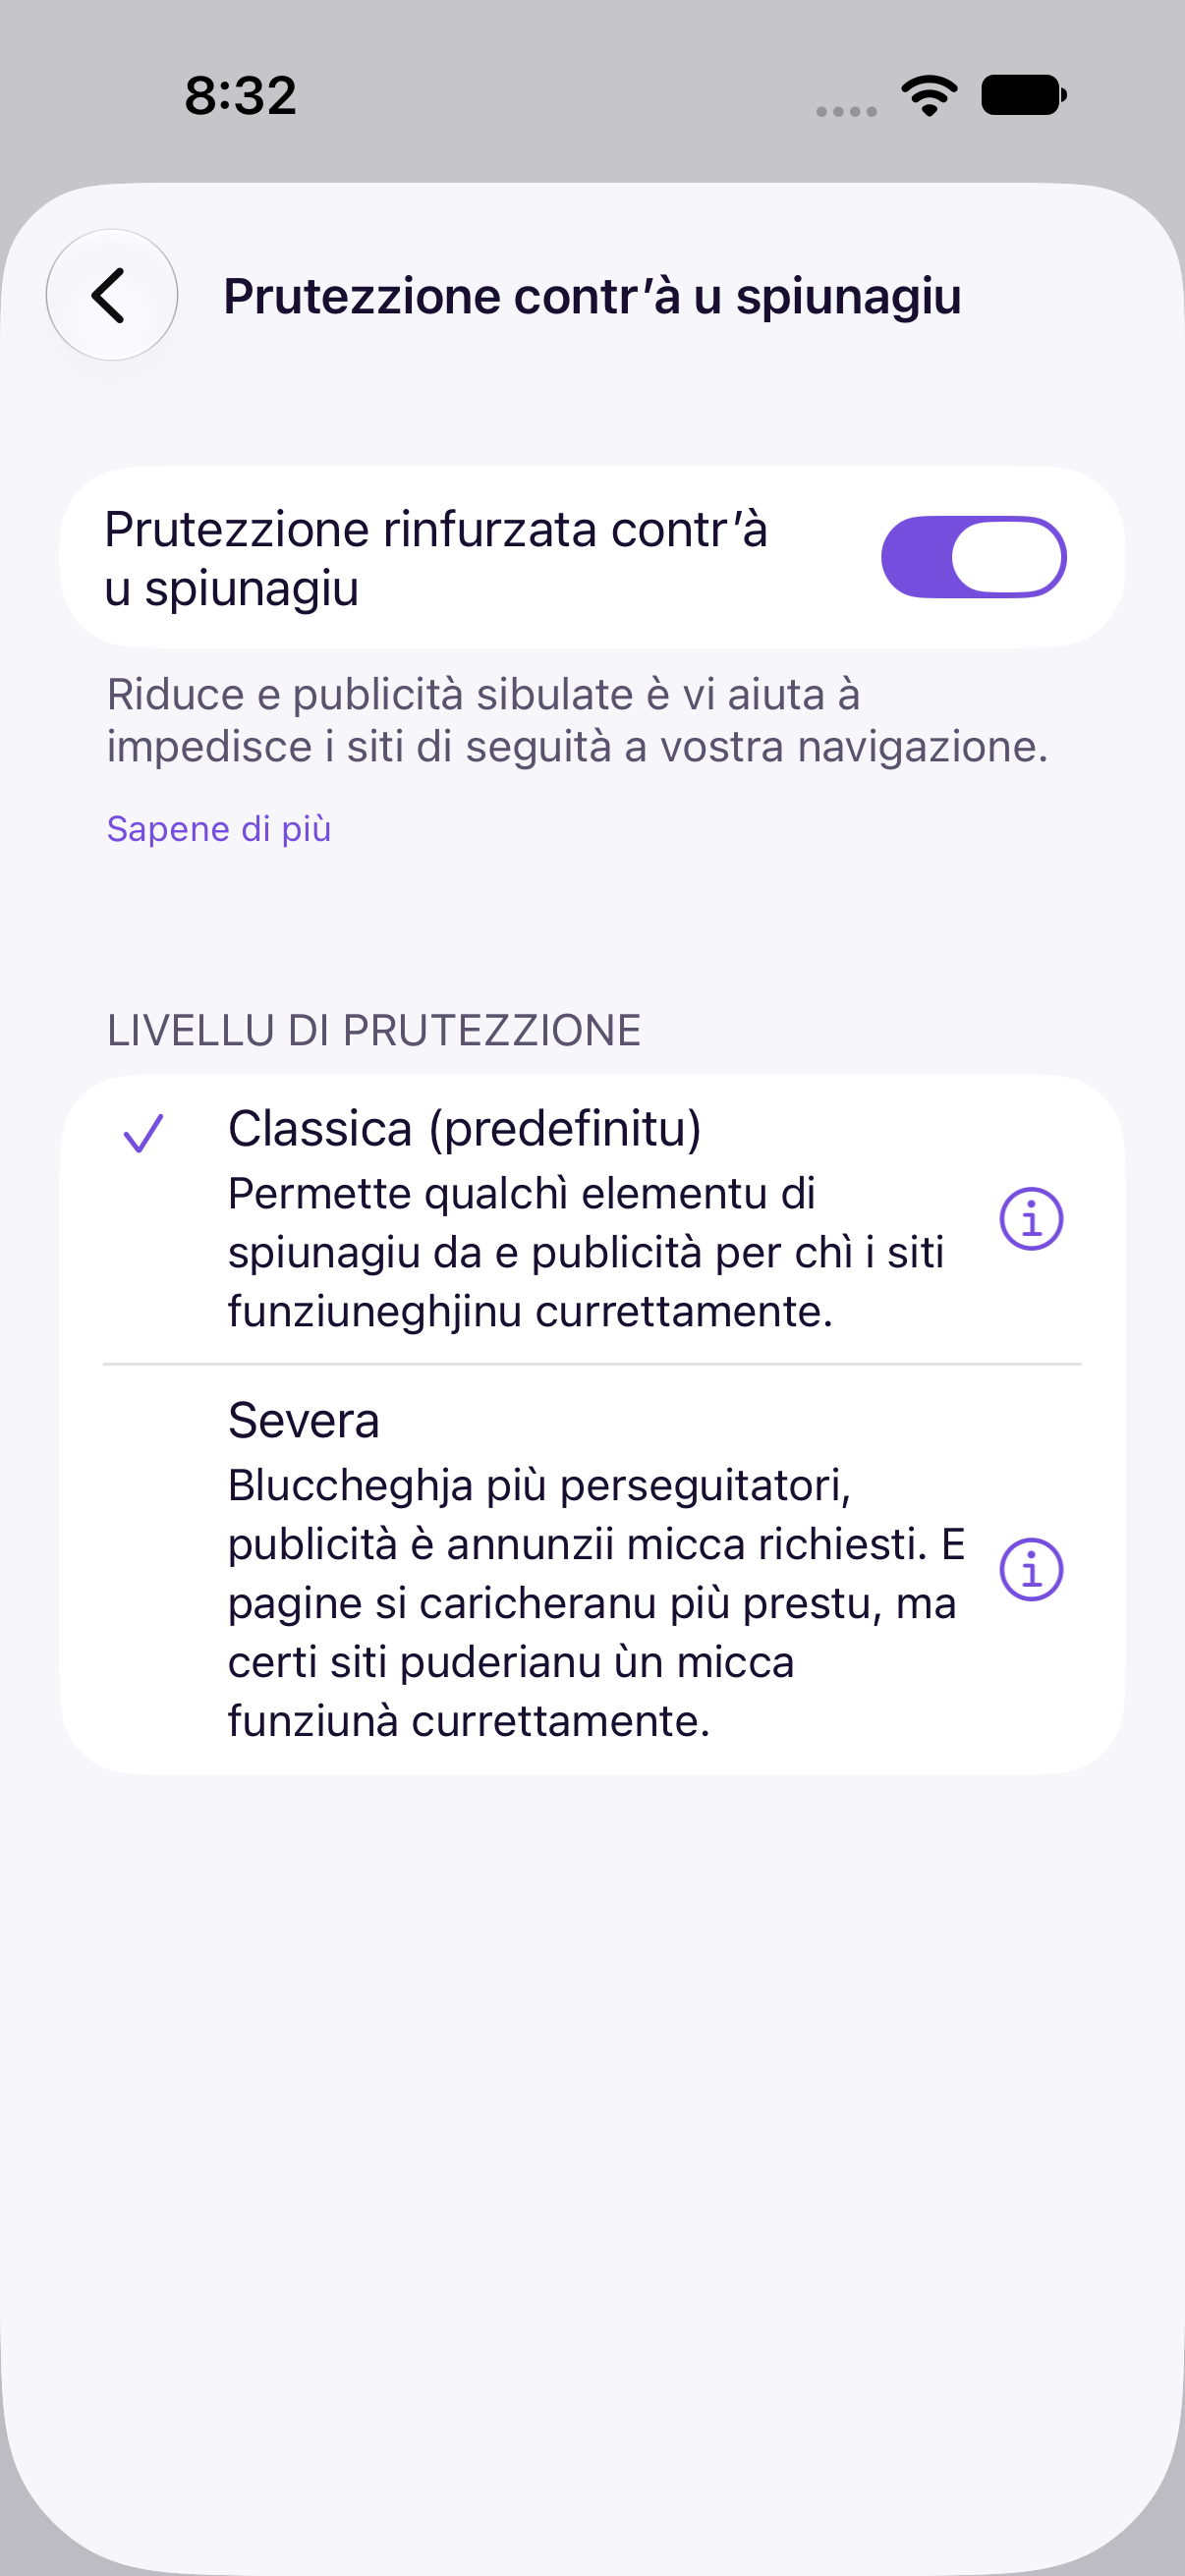 8:32
Prutezzione contr’à u spiunagiu
Prutezzione rinfurzata contr’à
u spiunagiu
Riduce e publicità sibulate è vi aiuta à
impedisce i siti di seguità a vostra navigazione.
Sapene di più
LIVELLU DI PRUTEZZIONE
Classica (predefinitu)
Permette qualchì elementu di
spiunagiu da e publicità per chì i siti
funziuneghjinu currettamente.
Severa
Bluccheghja più perseguitatori,
publicità è annunzii micca richiesti. E
pagine si caricheranu più prestu, ma
certi siti puderianu ùn micca
funziunà currettamente.